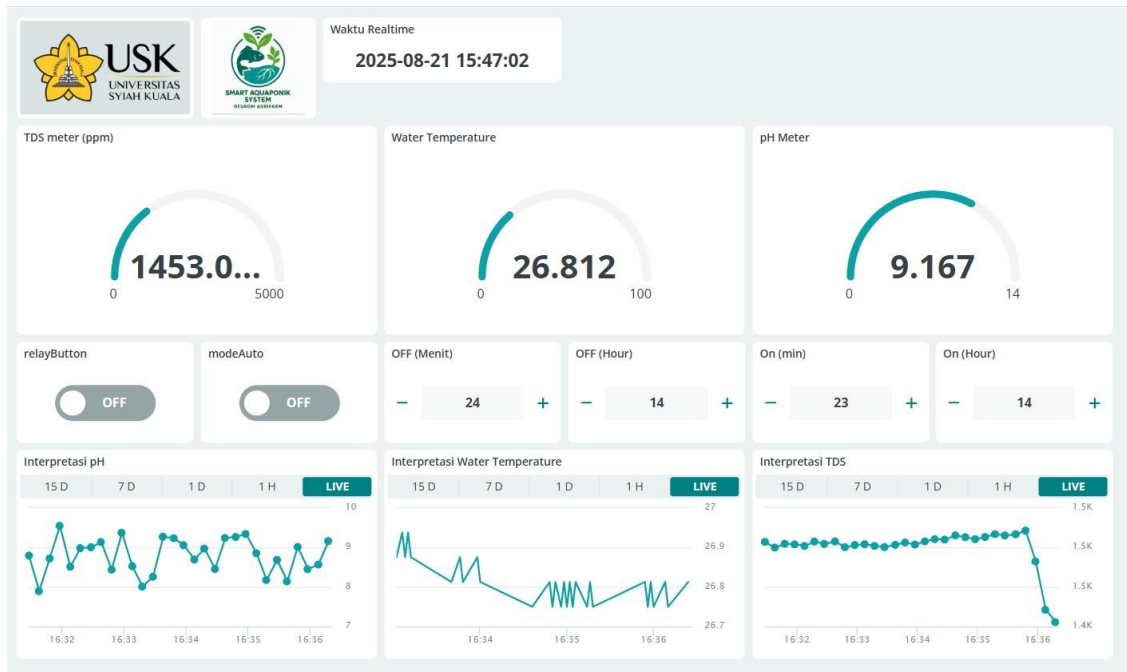 USK
UNIVERSITAS
SYIAH KUALA
SMART AQUAPONIK
SYSTEM
GEUKOM AGRIFARM
Waktu Realtime
2025-08-21 15:47:02
TDS meter (ppm)
1453.0...
0 5000
Water Temperature
26.812
0 100
pH Meter
9.167
0 14
relayButton
OFF
modeAuto
OFF
OFF (Menit)
− 24 +
OFF (Hour)
− 14 +
On (min)
− 23 +
On (Hour)
− 14 +
Interpretasi pH
15 D 7 D 1 D 1 H LIVE
10
9
8
7
16:32 16:33 16:34 16:35 16:36
Interpretasi Water Temperature
15 D 7 D 1 D 1 H LIVE
27
26.9
26.8
26.7
16:34 16:35 16:36
Interpretasi TDS
15 D 7 D 1 D 1 H LIVE
1.5K
1.5K
1.5K
1.4K
16:32 16:33 16:34 16:35 16:36